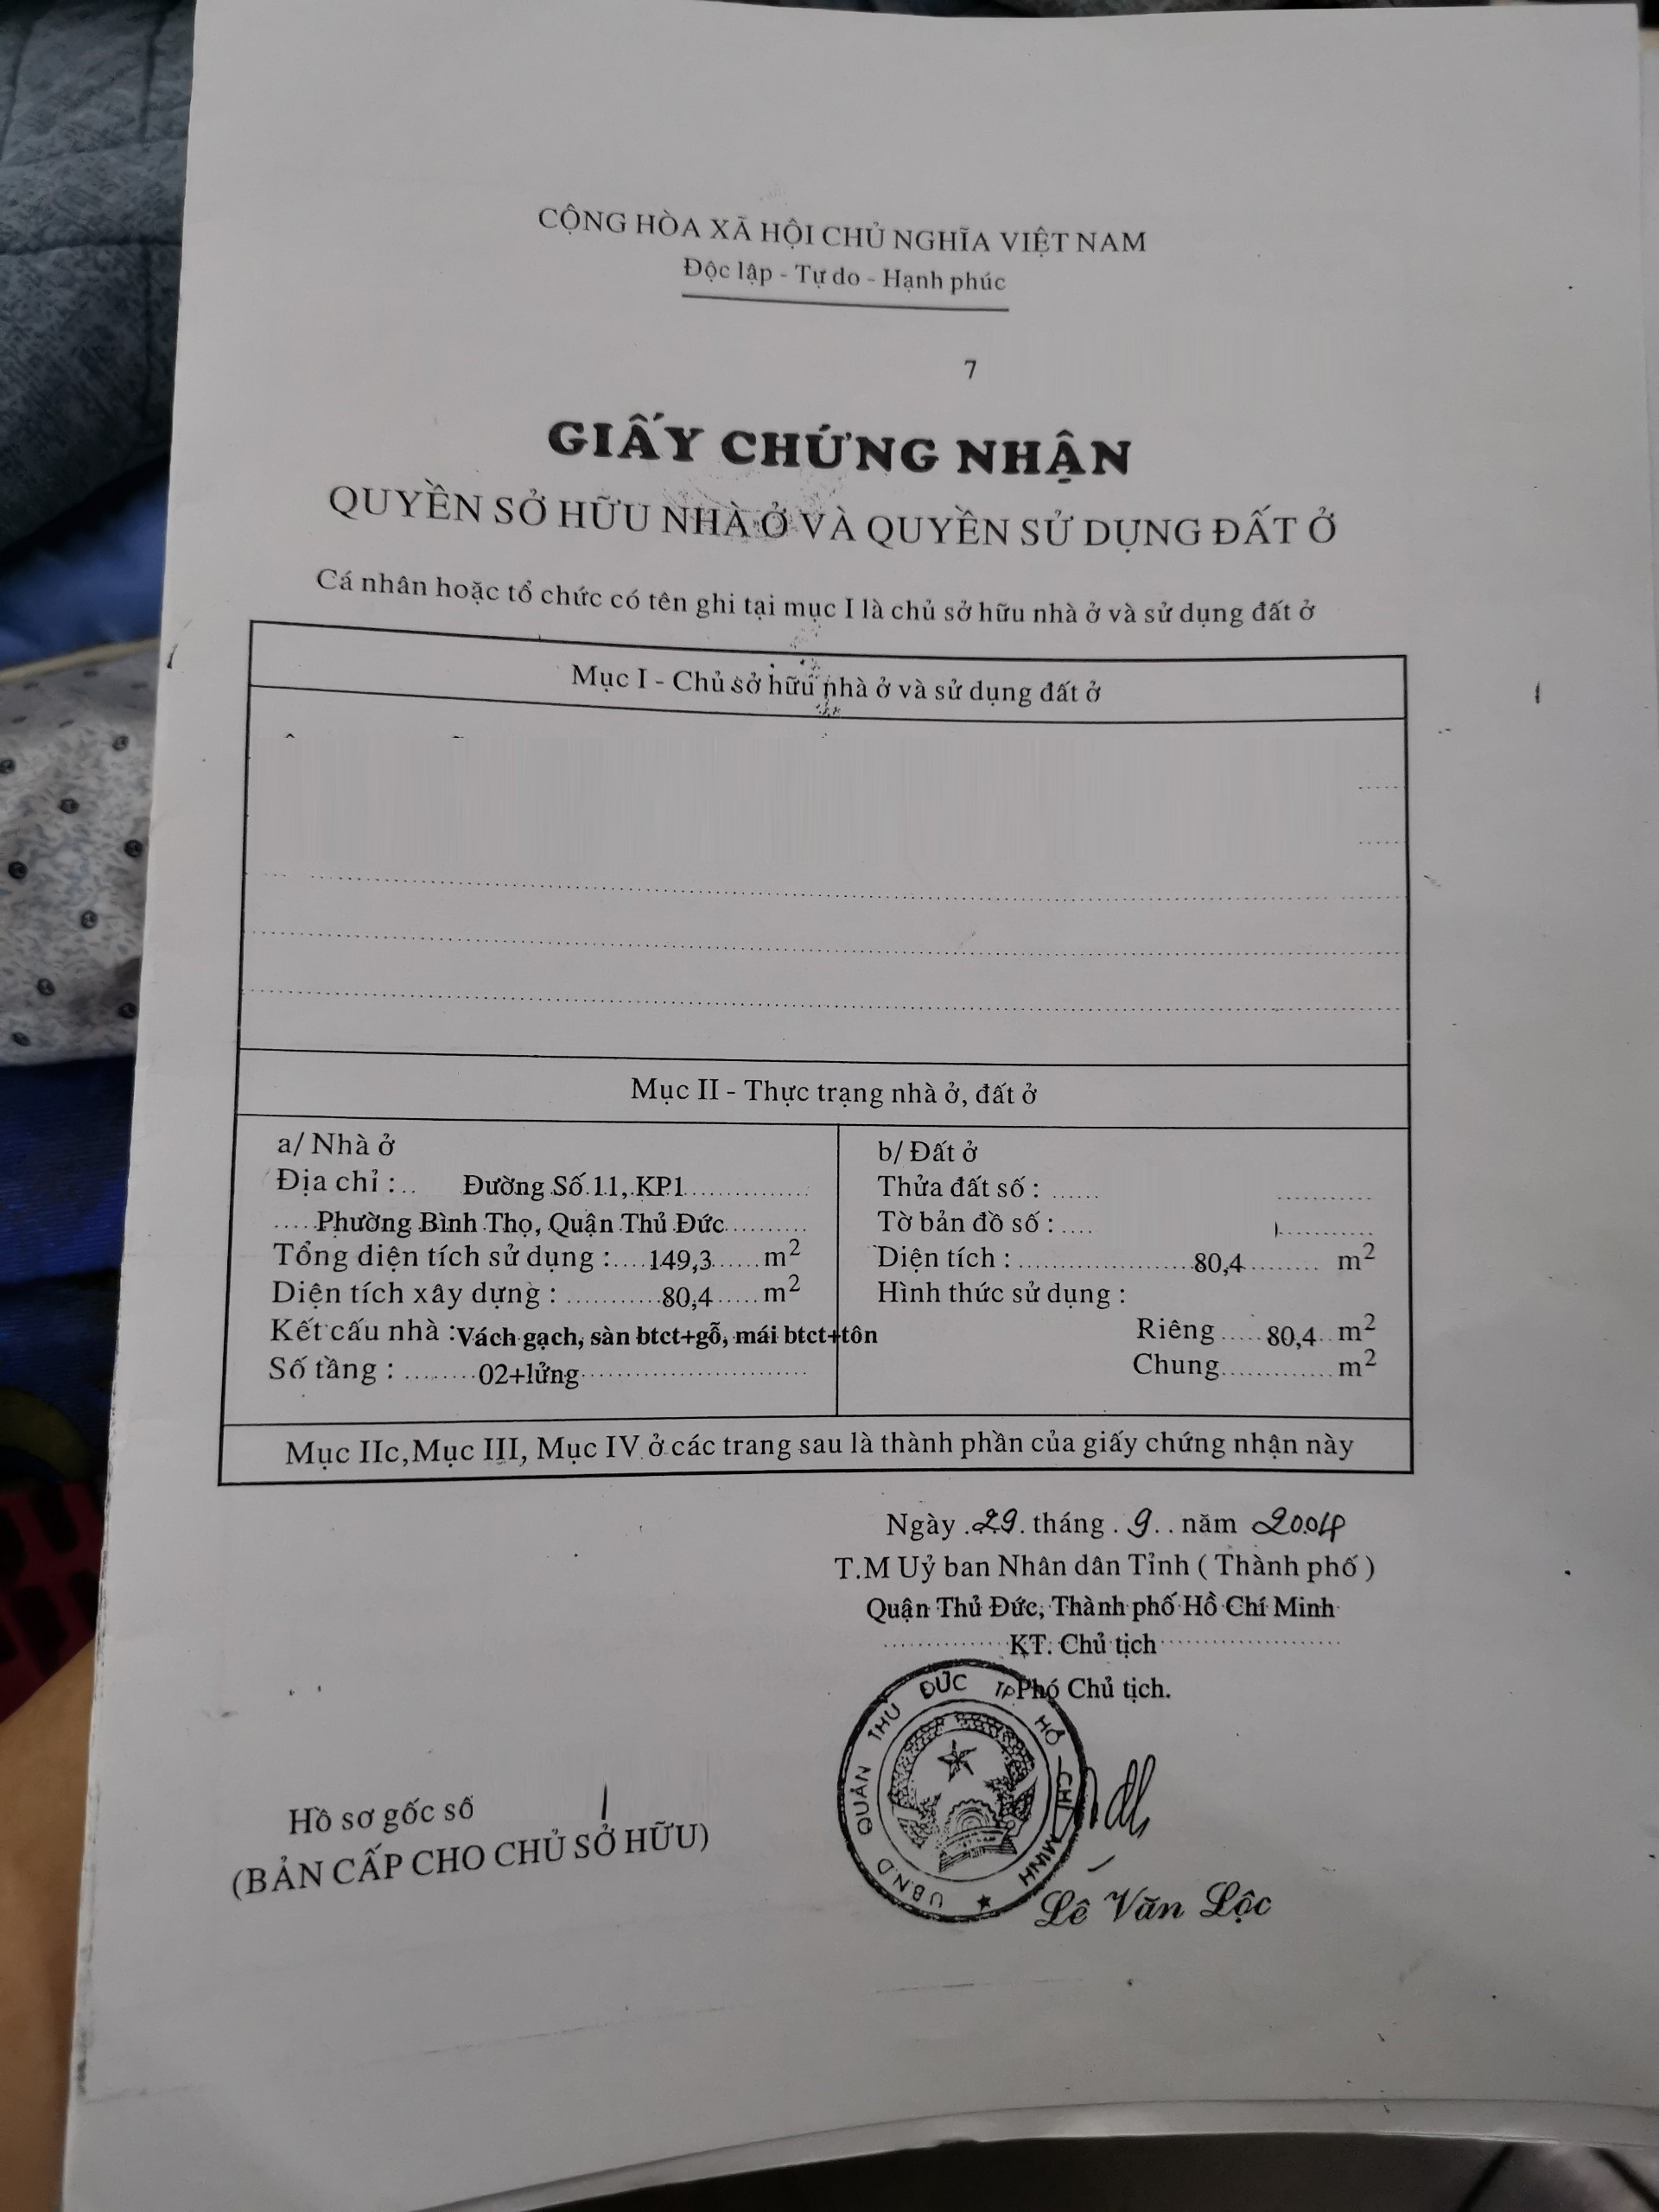 CỘNG HÒA XÃ HỘI CHỦ NGHĨA VIỆT NAM
Độc lập - Tự do - Hạnh phúc
7
GIẤY CHỨNG NHẬN
QUYỀN SỞ HỮU NHÀ Ở VÀ QUYỀN SỬ DỤNG ĐẤT Ở
Cá nhân hoặc tổ chức có tên ghi tại mục I là chủ sở hữu nhà ở và sử dụng đất ở
Mục I - Chủ sở hữu nhà ở và sử dụng đất ở
Mục II - Thực trạng nhà ở, đất ở
a/ Nhà ở
Địa chỉ : Đường Số 11, KP1
Phường Bình Thọ, Quận Thủ Đức
Tổng diện tích sử dụng : 149,3 m2
Diện tích xây dựng : 80,4 m2
Kết cấu nhà : Vách gạch, sàn btct+gỗ, mái btct+tôn
Số tầng : 02+lửng
b/ Đất ở
Thửa đất số :
Tờ bản đồ số :
Diện tích : 80,4 m2
Hình thức sử dụng :
Riêng 80,4 m2
Chung m2
Mục IIc, Mục III, Mục IV ở các trang sau là thành phần của giấy chứng nhận này
Ngày 29 tháng 9 năm 2004
T.M Uỷ ban Nhân dân Tỉnh ( Thành phố )
Quận Thủ Đức, Thành phố Hồ Chí Minh
KT. Chủ tịch
Phó Chủ tịch.
U.B.N.D QUẬN THỦ ĐỨC TP HỒ CHÍ MINH
Lê Văn Lộc
Hồ sơ gốc số
(BẢN CẤP CHO CHỦ SỞ HỮU)